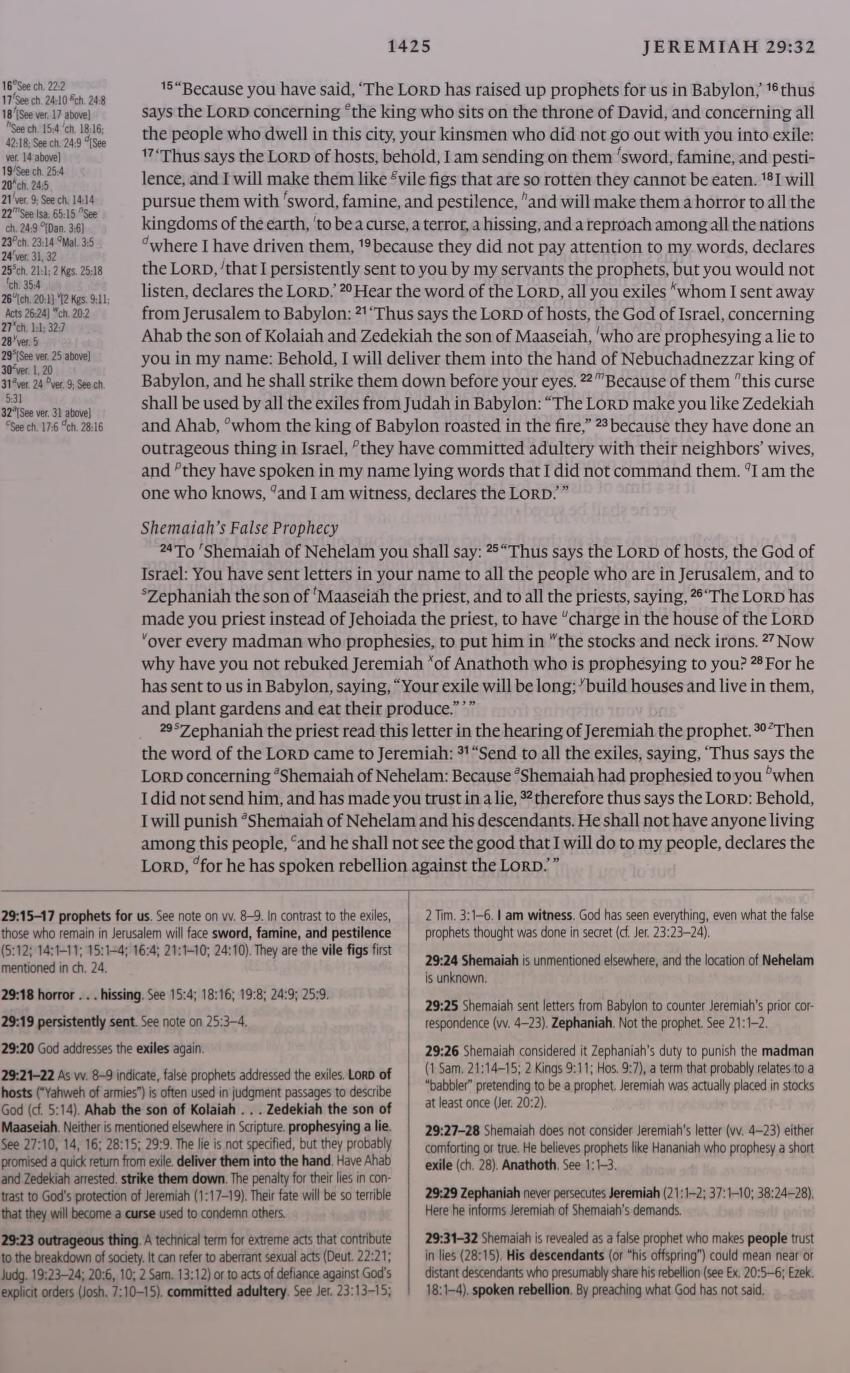 1425
JEREMIAH 29:32
16 e See ch. 22:2
17 f See ch. 24:10 g ch. 24:8
18 f [See ver. 17 above]
h See ch. 15:4 i ch. 18:16;
42:18; See ch. 24:9 d [See
ver. 14 above]
19 j See ch. 25:4
20 k ch. 24:5
21 l ver. 9; See ch. 14:14
22 m See Isa. 65:15 n See
ch. 24:9 o [Dan. 3:6]
23 p ch. 23:14 q Mal. 3:5
24 r ver. 31, 32
25 s ch. 21:1; 2 Kgs. 25:18
t ch. 35:4
26 u [ch. 20:1] v [2 Kgs. 9:11;
Acts 26:24] w ch. 20:2
27 x ch. 1:1; 32:7
28 y ver. 5
29 s [See ver. 25 above]
30 z ver. 1, 20
31 a ver. 24 b ver. 9; See ch.
5:31
32 a [See ver. 31 above]
c See ch. 17:6 d ch. 28:16
15 “Because you have said, ‘The LORD has raised up prophets for us in Babylon,’ 16 thus
says the LORD concerning e the king who sits on the throne of David, and concerning all
the people who dwell in this city, your kinsmen who did not go out with you into exile:
17 ‘Thus says the LORD of hosts, behold, I am sending on them f sword, famine, and pesti-
lence, and I will make them like g vile figs that are so rotten they cannot be eaten. 18 I will
pursue them with f sword, famine, and pestilence, h and will make them a horror to all the
kingdoms of the earth, i to be a curse, a terror, a hissing, and a reproach among all the nations
d where I have driven them, 19 because they did not pay attention to my words, declares
the LORD, j that I persistently sent to you by my servants the prophets, but you would not
listen, declares the LORD.’ 20 Hear the word of the LORD, all you exiles k whom I sent away
from Jerusalem to Babylon: 21 ‘Thus says the LORD of hosts, the God of Israel, concerning
Ahab the son of Kolaiah and Zedekiah the son of Maaseiah, l who are prophesying a lie to
you in my name: Behold, I will deliver them into the hand of Nebuchadnezzar king of
Babylon, and he shall strike them down before your eyes. 22 m Because of them n this curse
shall be used by all the exiles from Judah in Babylon: “The LORD make you like Zedekiah
and Ahab, o whom the king of Babylon roasted in the fire,” 23 because they have done an
outrageous thing in Israel, p they have committed adultery with their neighbors’ wives,
and p they have spoken in my name lying words that I did not command them. q I am the
one who knows, q and I am witness, declares the LORD.’”
Shemaiah’s False Prophecy
24 To r Shemaiah of Nehelam you shall say: 25 “Thus says the LORD of hosts, the God of
Israel: You have sent letters in your name to all the people who are in Jerusalem, and to
s Zephaniah the son of t Maaseiah the priest, and to all the priests, saying, 26 ‘The LORD has
made you priest instead of Jehoiada the priest, to have u charge in the house of the LORD
v over every madman who prophesies, to put him in w the stocks and neck irons. 27 Now
why have you not rebuked Jeremiah x of Anathoth who is prophesying to you? 28 For he
has sent to us in Babylon, saying, “Your exile will be long; y build houses and live in them,
and plant gardens and eat their produce.”’”
29 s Zephaniah the priest read this letter in the hearing of Jeremiah the prophet. 30 z Then
the word of the LORD came to Jeremiah: 31 “Send to all the exiles, saying, ‘Thus says the
LORD concerning a Shemaiah of Nehelam: Because a Shemaiah had prophesied to you b when
I did not send him, and has made you trust in a lie, 32 therefore thus says the LORD: Behold,
I will punish a Shemaiah of Nehelam and his descendants. He shall not have anyone living
among this people, c and he shall not see the good that I will do to my people, declares the
LORD, d for he has spoken rebellion against the LORD.’”
29:15–17 prophets for us. See note on vv. 8–9. In contrast to the exiles,
those who remain in Jerusalem will face sword, famine, and pestilence
(5:12; 14:1–11; 15:1–4; 16:4; 21:1–10; 24:10). They are the vile figs first
mentioned in ch. 24.
29:18 horror . . . hissing. See 15:4; 18:16; 19:8; 24:9; 25:9.
29:19 persistently sent. See note on 25:3–4.
29:20 God addresses the exiles again.
29:21–22 As vv. 8–9 indicate, false prophets addressed the exiles. LORD of
hosts (“Yahweh of armies”) is often used in judgment passages to describe
God (cf. 5:14). Ahab the son of Kolaiah . . . Zedekiah the son of
Maaseiah. Neither is mentioned elsewhere in Scripture. prophesying a lie.
See 27:10, 14, 16; 28:15; 29:9. The lie is not specified, but they probably
promised a quick return from exile. deliver them into the hand. Have Ahab
and Zedekiah arrested. strike them down. The penalty for their lies in con-
trast to God’s protection of Jeremiah (1:17–19). Their fate will be so terrible
that they will become a curse used to condemn others.
29:23 outrageous thing. A technical term for extreme acts that contribute
to the breakdown of society. It can refer to aberrant sexual acts (Deut. 22:21;
Judg. 19:23–24; 20:6, 10; 2 Sam. 13:12) or to acts of defiance against God’s
explicit orders (Josh. 7:10–15). committed adultery. See Jer. 23:13–15;
2 Tim. 3:1–6. I am witness. God has seen everything, even what the false
prophets thought was done in secret (cf. Jer. 23:23–24).
29:24 Shemaiah is unmentioned elsewhere, and the location of Nehelam
is unknown.
29:25 Shemaiah sent letters from Babylon to counter Jeremiah’s prior cor-
respondence (vv. 4–23). Zephaniah. Not the prophet. See 21:1–2.
29:26 Shemaiah considered it Zephaniah’s duty to punish the madman
(1 Sam. 21:14–15; 2 Kings 9:11; Hos. 9:7), a term that probably relates to a
“babbler” pretending to be a prophet. Jeremiah was actually placed in stocks
at least once (Jer. 20:2).
29:27–28 Shemaiah does not consider Jeremiah’s letter (vv. 4–23) either
comforting or true. He believes prophets like Hananiah who prophesy a short
exile (ch. 28). Anathoth. See 1:1–3.
29:29 Zephaniah never persecutes Jeremiah (21:1–2; 37:1–10; 38:24–28).
Here he informs Jeremiah of Shemaiah’s demands.
29:31–32 Shemaiah is revealed as a false prophet who makes people trust
in lies (28:15). His descendants (or “his offspring”) could mean near or
distant descendants who presumably share his rebellion (see Ex. 20:5–6; Ezek.
18:1–4). spoken rebellion. By preaching what God has not said.